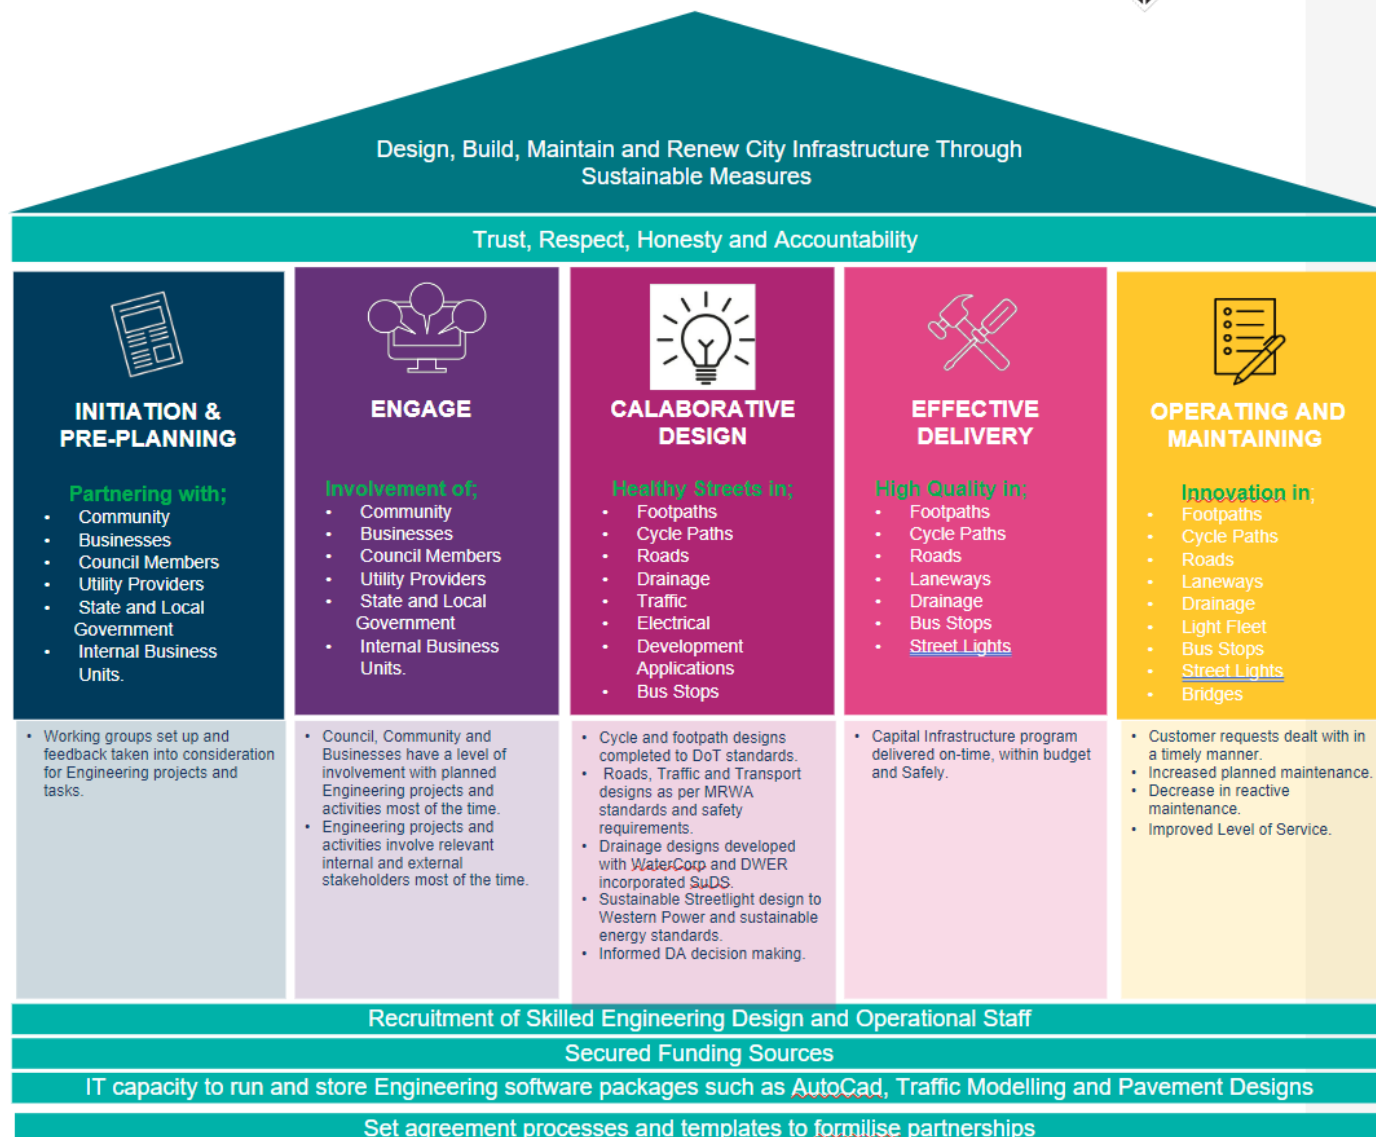 Design, Build, Maintain and Renew City Infrastructure Through
Sustainable Measures
Trust, Respect, Honesty and Accountability
INITIATION &
PRE-PLANNING
Partnering with;
• Community
• Businesses
• Council Members
• Utility Providers
• State and Local
Government
• Internal Business
Units.
• Working groups set up and
feedback taken into consideration
for Engineering projects and
tasks.
ENGAGE
Involvement of;
• Community
• Businesses
• Council Members
• Utility Providers
• State and Local
Government
• Internal Business
Units.
• Council, Community and
Businesses have a level of
involvement with planned
Engineering projects and
activities most of the time.
• Engineering projects and
activities involve relevant
internal and external
stakeholders most of the time.
CALABORATIVE
DESIGN
Healthy Streets in;
• Footpaths
• Cycle Paths
• Roads
• Drainage
• Traffic
• Electrical
• Development
Applications
• Bus Stops
• Cycle and footpath designs
completed to DoT standards.
• Roads, Traffic and Transport
designs as per MRWA
standards and safety
requirements.
• Drainage designs developed
with WaterCorp and DWER
incorporated SuDS.
• Sustainable Streetlight design to
Western Power and sustainable
energy standards.
• Informed DA decision making.
EFFECTIVE
DELIVERY
High Quality in;
• Footpaths
• Cycle Paths
• Roads
• Laneways
• Drainage
• Bus Stops
• Street Lights
• Capital Infrastructure program
delivered on-time, within budget
and Safely.
OPERATING AND
MAINTAINING
Innovation in;
• Footpaths
• Cycle Paths
• Roads
• Laneways
• Drainage
• Light Fleet
• Bus Stops
• Street Lights
• Bridges
• Customer requests dealt with in
a timely manner.
• Increased planned maintenance.
• Decrease in reactive
maintenance.
• Improved Level of Service.
Recruitment of Skilled Engineering Design and Operational Staff
Secured Funding Sources
IT capacity to run and store Engineering software packages such as AutoCad, Traffic Modelling and Pavement Designs
Set agreement processes and templates to formilise partnerships